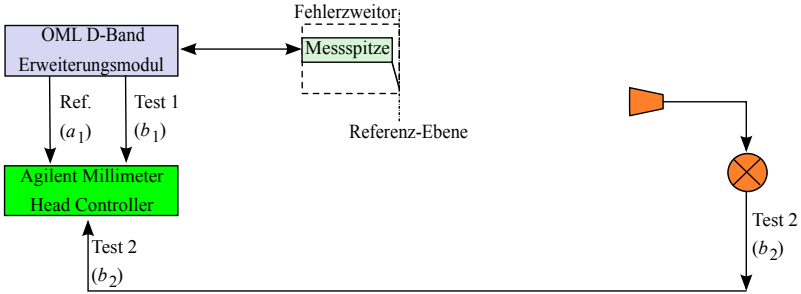 Fehlerzweitor
OML D-Band
Erweiterungsmodul
Messspitze
Ref.
(a1)
Test 1
(b1)
Referenz-Ebene
Agilent Millimeter
Head Controller
Test 2
(b2)
Test 2
(b2)